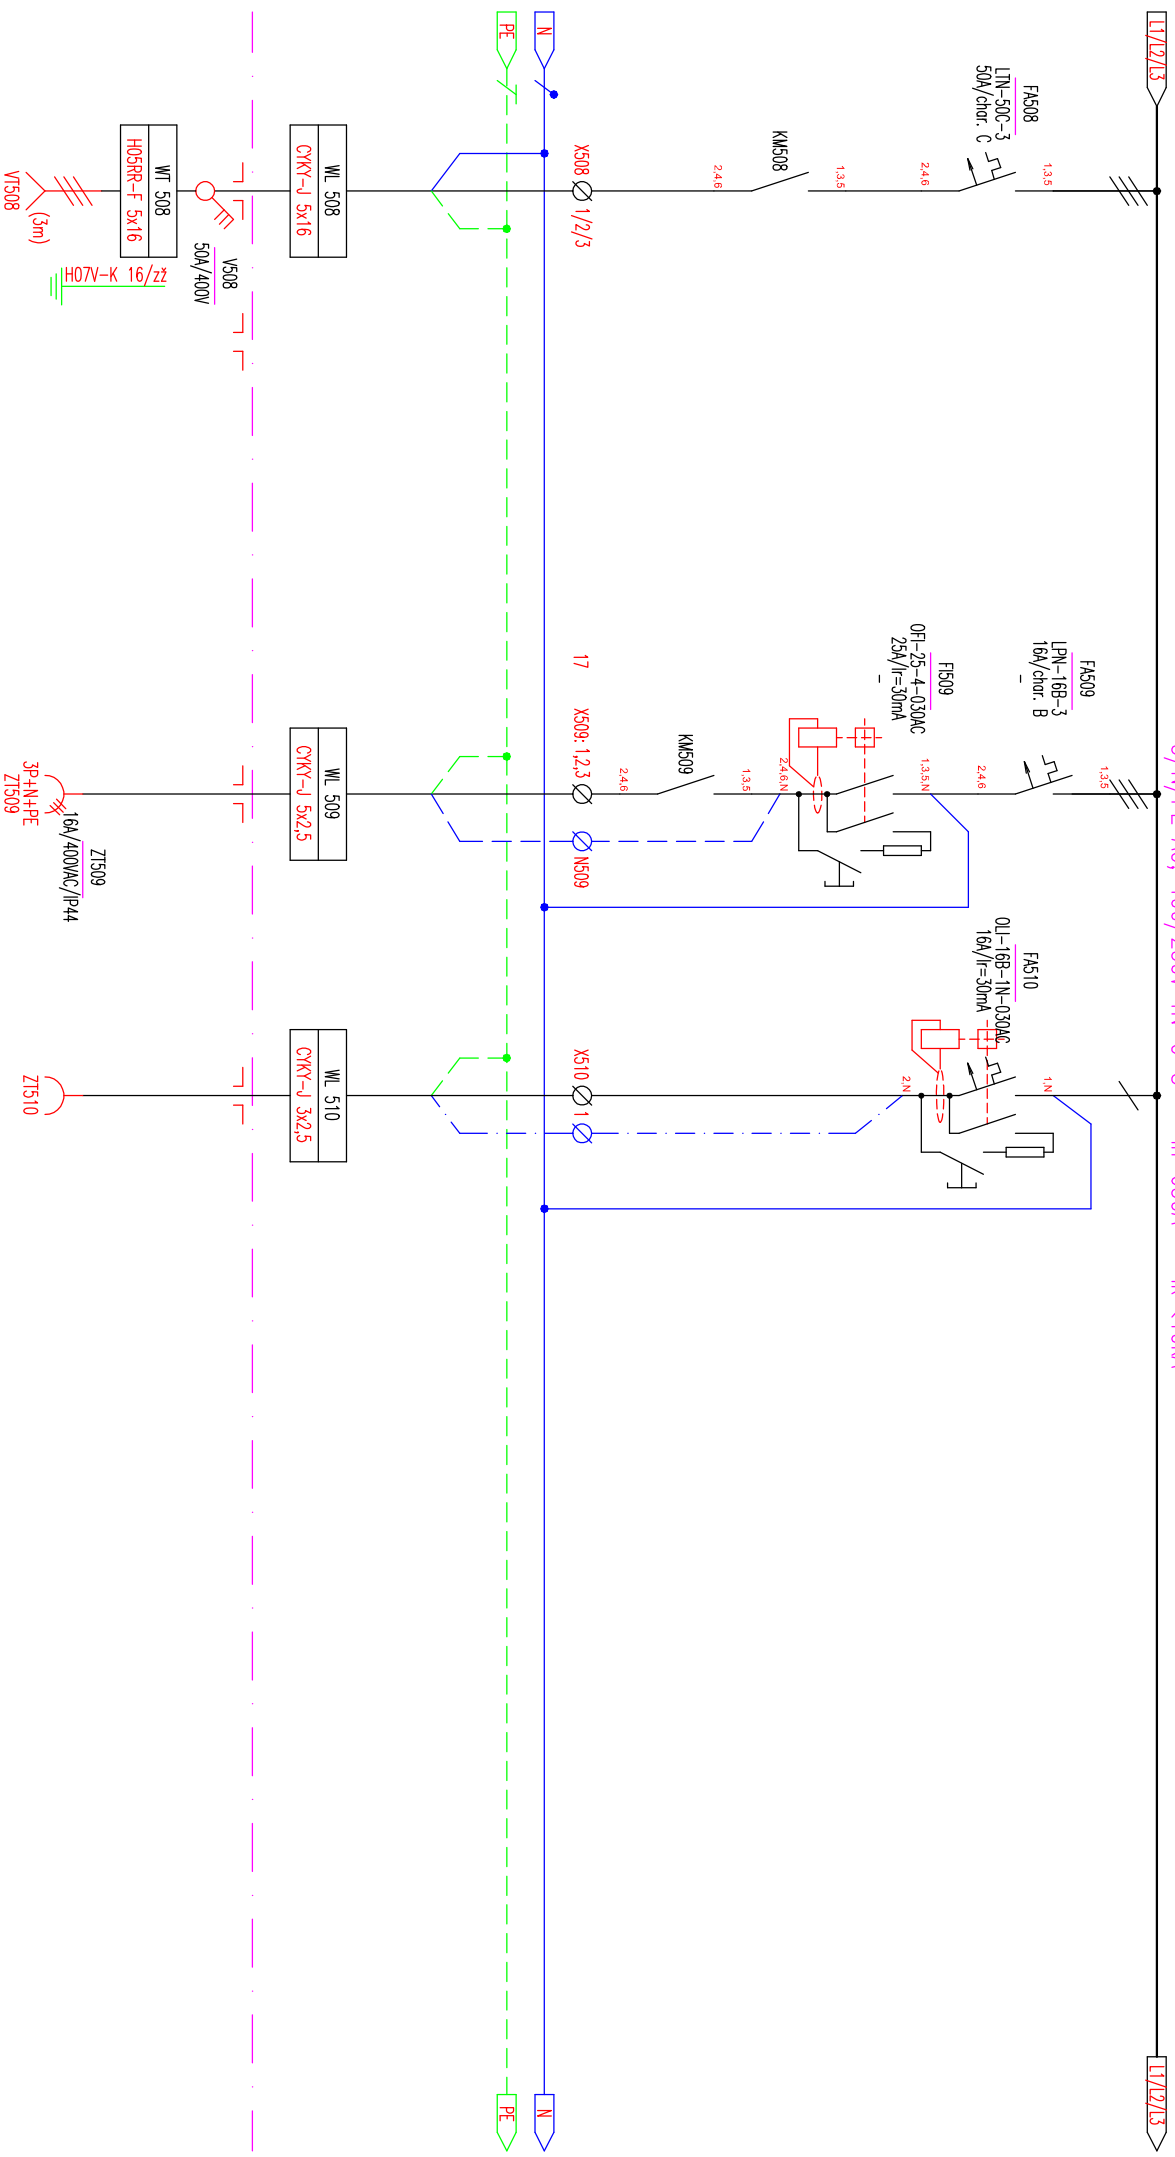 L1/L2/L3
L1/L2/L3
FA508
LTN-50C-3
50A/char. C
1,3,5
2,4,6
KM508
1,3,5
2,4,6
X508
1/2/3
N
PE
WL 508
CYKY-J 5x16
V508
50A/400V
WT 508
H05RR-F 5x16
H07V-K 16/zž
(3m)
VT508
FA509
LPN-16B-3
16A/char. B
1,3,5
2,4,6
FI509
OFI-25-4-030AC
25A/Ir=30mA
1,3,5,N
2,4,6,N
KM509
1,3,5
2,4,6
17
X509: 1,2,3
N509
WL 509
CYKY-J 5x2,5
ZT509
16A/400VAC/IP44
3P+N+PE
ZT509
FA510
OLI-16B-1N-030AC
16A/Ir=30mA
1,N
2,N
X510
1
WL 510
CYKY-J 3x2,5
ZT510
N
PE